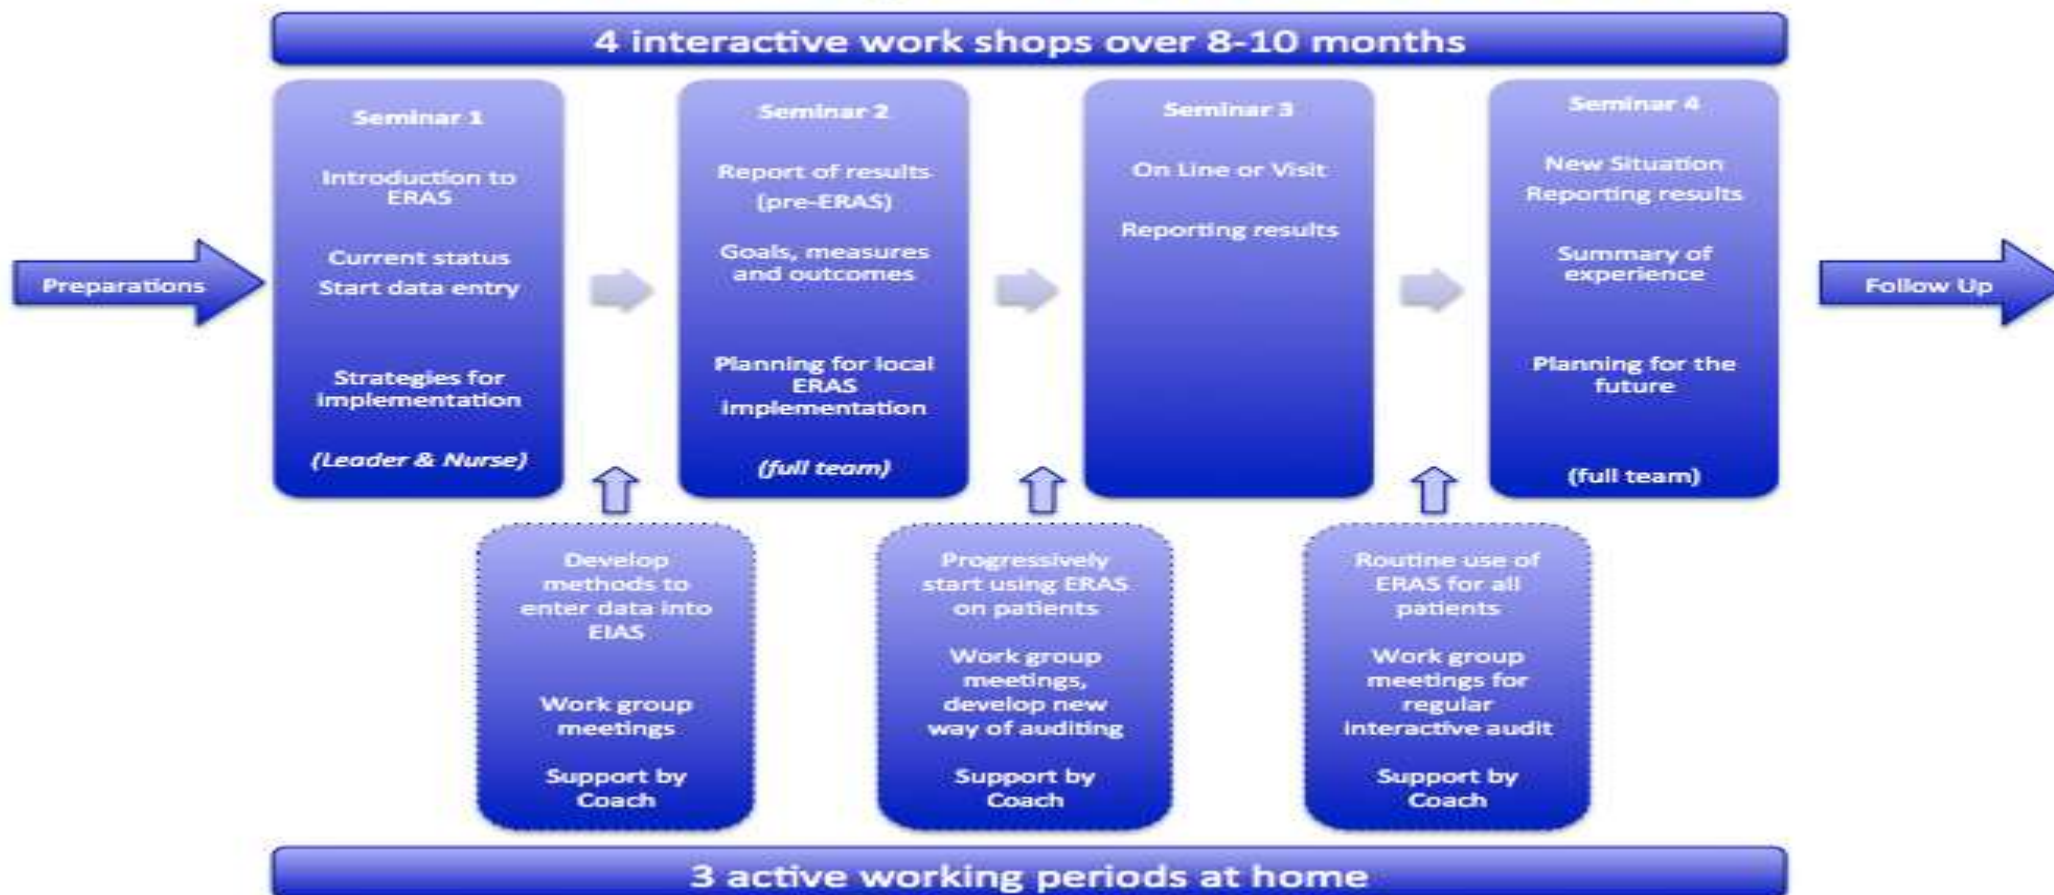 4 interactive work shops over 8-10 months
Preparations
Seminar 1
Introduction to
ERAS
Current status
Start data entry
Strategies for
implementation
(Leader & Nurse)
Seminar 2
Report of results
(pre-ERAS)
Goals, measures
and outcomes
Planning for local
ERAS
implementation
(full team)
Seminar 3
On Line or Visit
Reporting results
Seminar 4
New Situation
Reporting results
Summary of
experience
Planning for the
future
(full team)
Follow Up
Develop
methods to
enter data into
EIAS
Work group
meetings
Support by
Coach
Progressively
start using ERAS
on patients
Work group
meetings,
develop new
way of auditing
Support by
Coach
Routine use of
ERAS for all
patients
Work group
meetings for
regular
interactive audit
Support by
Coach
3 active working periods at home